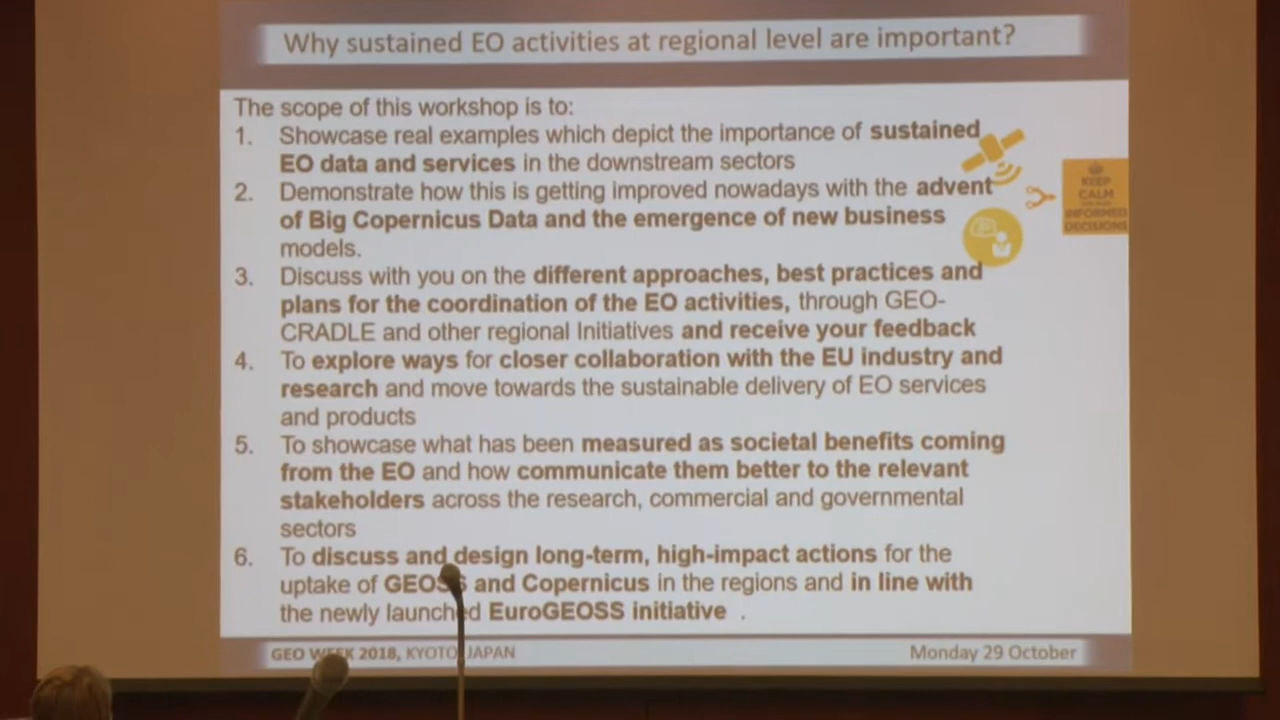 Why sustained EO activities at regional level are important?
The scope of this workshop is to:
1. Showcase real examples which depict the importance of sustained
EO data and services in the downstream sectors
2. Demonstrate how this is getting improved nowadays with the advent
of Big Copernicus Data and the emergence of new business
models.
3. Discuss with you on the different approaches, best practices and
plans for the coordination of the EO activities, through GEO-
CRADLE and other regional Initiatives and receive your feedback
4. To explore ways for closer collaboration with the EU industry and
research and move towards the sustainable delivery of EO services
and products
5. To showcase what has been measured as societal benefits coming
from the EO and how communicate them better to the relevant
stakeholders across the research, commercial and governmental
sectors
6. To discuss and design long-term, high-impact actions for the
uptake of GEOSS and Copernicus in the regions and in line with
the newly launched EuroGEOSS initiative .
KEEP
CALM
INFORMED
DECISIONS
GEO WEEK 2018, KYOTO, JAPAN
Monday 29 October